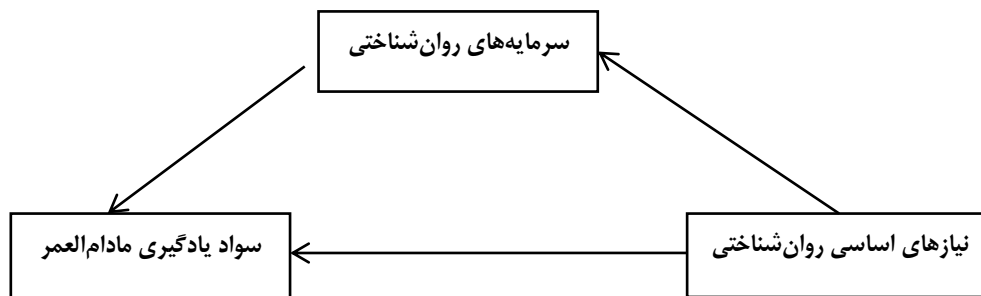 سرمایه‌های روان‌شناختی
نیازهای اساسی روان‌شناختی
سواد یادگیری مادام‌العمر